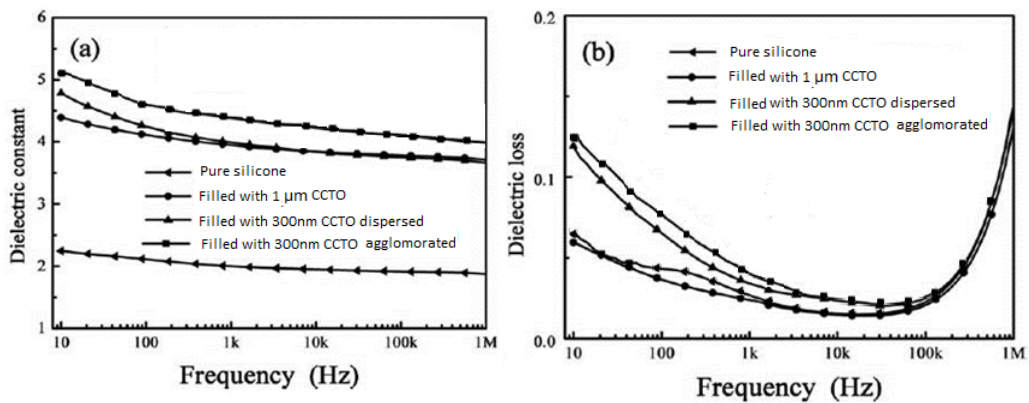 (a)
Dielectric constant
6
5
4
3
2
1
Pure silicone
Filled with 1 μm CCTO
Filled with 300nm CCTO dispersed
Filled with 300nm CCTO agglomorated
10 100 1k 10k 100k 1M
Frequency (Hz)
(b)
Dielectric loss
0.2
0.1
0.0
Pure silicone
Filled with 1 μm CCTO
Filled with 300nm CCTO dispersed
Filled with 300nm CCTO agglomorated
10 100 1k 10k 100k 1M
Frequency (Hz)